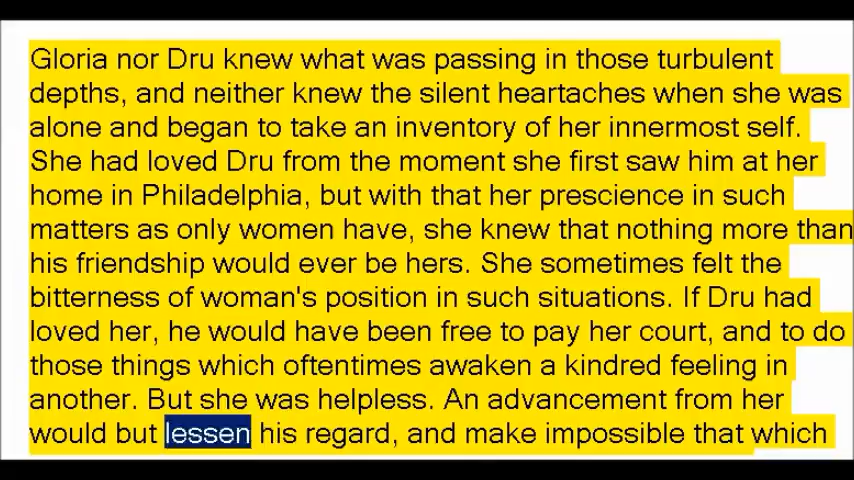 Gloria nor Dru knew what was passing in those turbulent
depths, and neither knew the silent heartaches when she was
alone and began to take an inventory of her innermost self.
She had loved Dru from the moment she first saw him at her
home in Philadelphia, but with that her prescience in such
matters as only women have, she knew that nothing more than
his friendship would ever be hers. She sometimes felt the
bitterness of woman's position in such situations. If Dru had
loved her, he would have been free to pay her court, and to do
those things which oftentimes awaken a kindred feeling in
another. But she was helpless. An advancement from her
would but lessen his regard, and make impossible that which